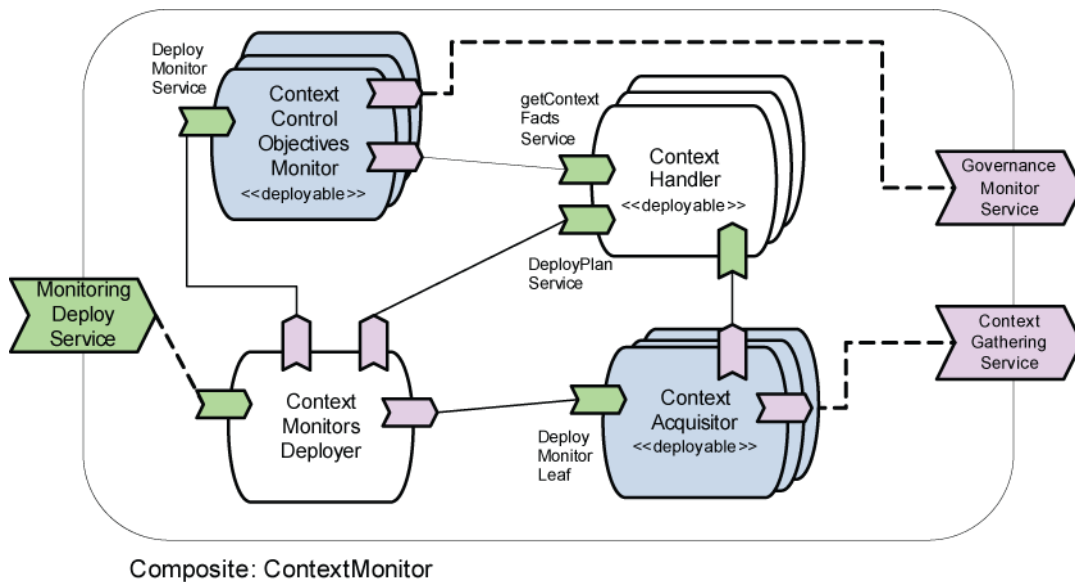 Deploy
Monitor
Service
Context
Control
Objectives
Monitor
<<deployable>>
getContext
Facts
Service
Context
Handler
<<deployable>>
Governance
Monitor
Service
DeployPlan
Service
Monitoring
Deploy
Service
Context
Gathering
Service
Context
Monitors
Deployer
Deploy
Monitor
Leaf
Context
Acquisitor
<<deployable>>
Composite: ContextMonitor